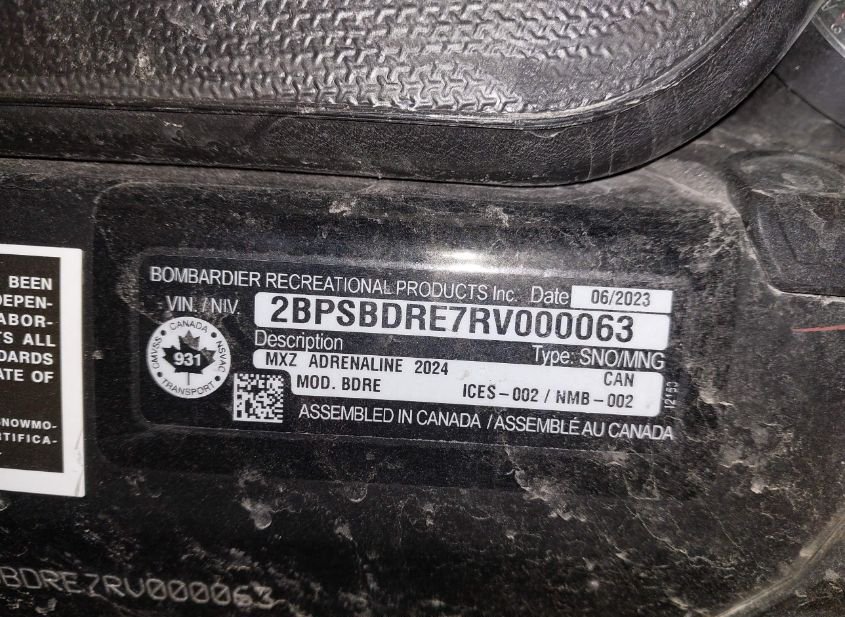 BOMBARDIER RECREATIONAL PRODUCTS Inc. Date 06/2023
VIN. / NIV. 2BPSBDRE7RV000063
Description Type: SNO/MNG
MXZ ADRENALINE 2024 CAN
MOD. BDRE ICES-002 / NMB-002
ASSEMBLED IN CANADA / ASSEMBLÉ AU CANADA
CANADA
CMVSS 931 NSVAC
TRANSPORT
BEEN
DEPEN-
ABOR-
S ALL
DARDS
ATE OF
SNOWMO-
ERTIFICA-
BDRE7RV000063